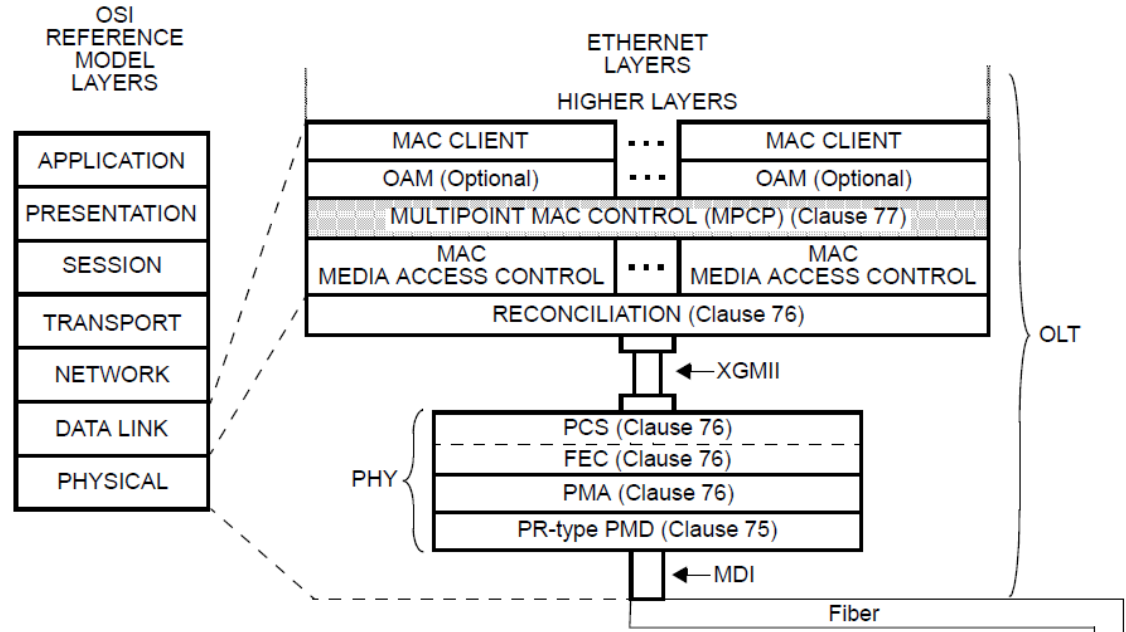 OSI
REFERENCE
MODEL
LAYERS
APPLICATION
PRESENTATION
SESSION
TRANSPORT
NETWORK
DATA LINK
PHYSICAL
ETHERNET
LAYERS
HIGHER LAYERS
MAC CLIENT ... MAC CLIENT
OAM (Optional) ... OAM (Optional)
MULTIPOINT MAC CONTROL (MPCP) (Clause 77)
MAC
MEDIA ACCESS CONTROL
...
MAC
MEDIA ACCESS CONTROL
RECONCILIATION (Clause 76)
OLT
XGMII
PHY
PCS (Clause 76)
FEC (Clause 76)
PMA (Clause 76)
PR-type PMD (Clause 75)
MDI
Fiber